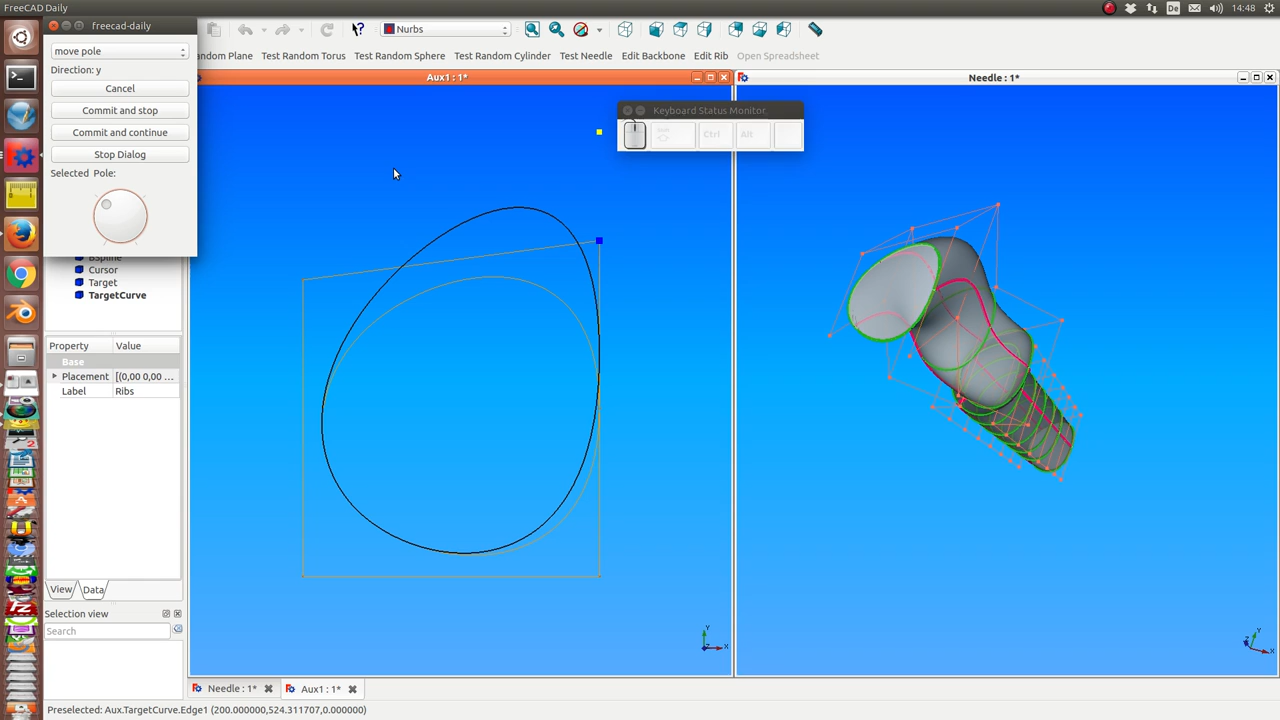 FreeCAD Daily
De
14:48
freecad-daily
Nurbs
move pole
Direction: y
Cancel
Commit and stop
Commit and continue
Stop Dialog
Selected Pole:
andom Plane
Test Random Torus
Test Random Sphere
Test Random Cylinder
Test Needle
Edit Backbone
Edit Rib
Open Spreadsheet
Aux1 : 1*
Needle : 1*
Keyboard Status Monitor
Ctrl
Alt
BSpline
Cursor
Target
TargetCurve
Property Value
Base
Placement [(0,00 0,00 ...
Label Ribs
View Data
Selection view
Search
Y
X
Needle : 1*
Aux1 : 1*
Preselected: Aux.TargetCurve.Edge1 (200.000000,524.311707,0.000000)